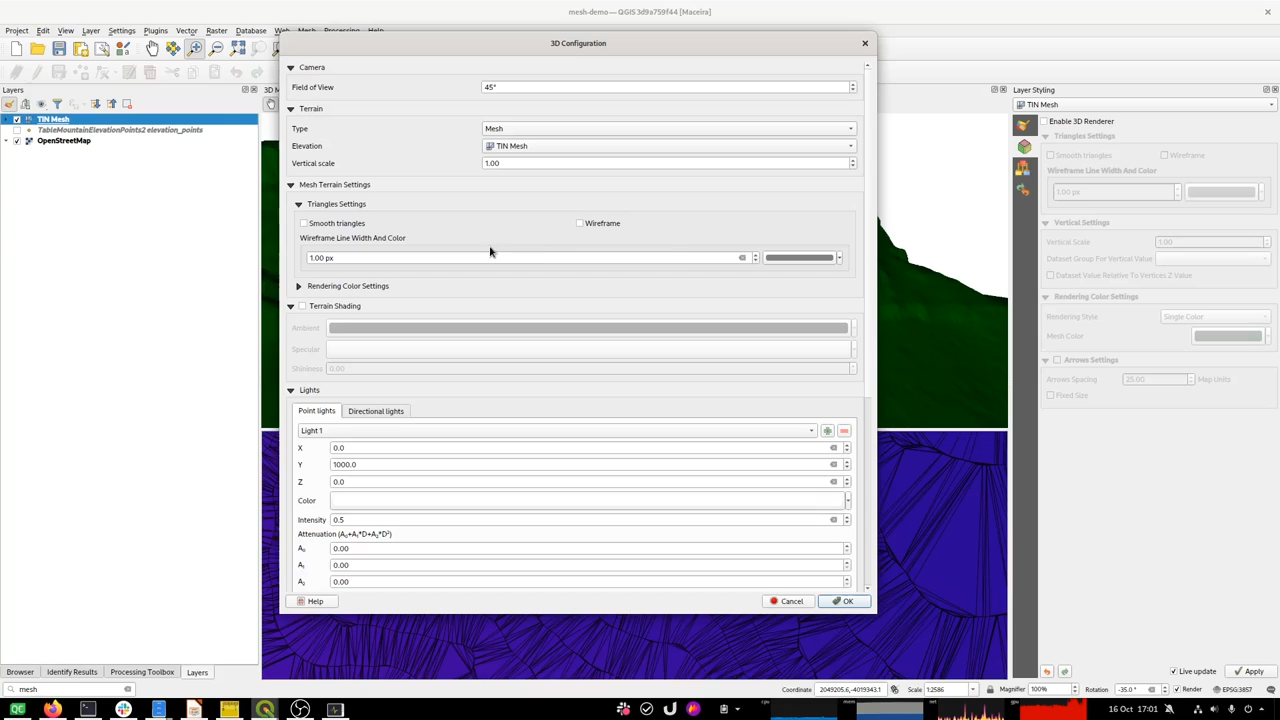 mesh-demo — QGIS 3d9a759f44 [Maceira]
Project Edit View Layer Settings Plugins Vector Raster Database Web Mesh Processing Help
3D Configuration
Camera
Field of View 45°
Terrain
Type Mesh
Elevation TIN Mesh
Vertical scale 1.00
Mesh Terrain Settings
Triangles Settings
Smooth triangles Wireframe
Wireframe Line Width And Color
1.00 px
Rendering Color Settings
Terrain Shading
Ambient
Specular
Shininess 0.00
Lights
Point lights Directional lights
Light 1
X 0.0
Y 1000.0
Z 0.0
Color
Intensity 0.5
Attenuation (A₀+A₁*D+A₂*D²)
A₀ 0.00
A₁ 0.00
A₂ 0.00
Help Cancel OK
Layers
TIN Mesh
TableMountainElevationPoints2 elevation_points
OpenStreetMap
3D M
Layer Styling
TIN Mesh
Enable 3D Renderer
Triangles Settings
Smooth triangles Wireframe
Wireframe Line Width And Color
1.00 px
Vertical Settings
Vertical Scale 1.00
Dataset Group For Vertical Value
Dataset Value Relative To Vertices Z Value
Rendering Color Settings
Rendering Style Single Color
Mesh Color
Arrows Settings
Arrows Spacing 25.00 Map Units
Fixed Size
Browser Identify Results Processing Toolbox Layers
Live update Apply
mesh
Coordinate 2049205.6,-4019343.1 Scale 1:2586 Magnifier 100% Rotation -35.0 ° Render EPSG:3857
16 Oct 17:01